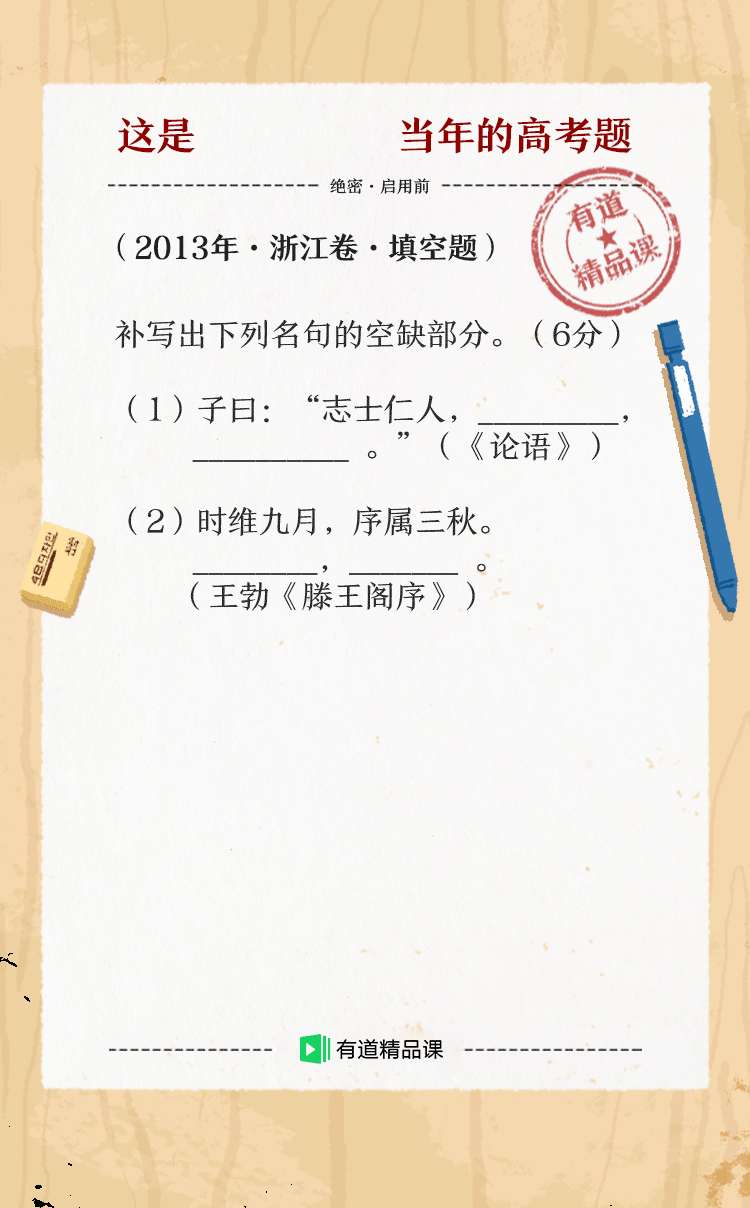 这是 当年的高考题
绝密·启用前
有道
精品课
(2013年·浙江卷·填空题)
补写出下列名句的空缺部分。(6分)
(1)子曰:“志士仁人,_________,
__________ 。”(《论语》)
(2)时维九月,序属三秋。
________,_______ 。
(王勃《滕王阁序》)
有道精品课